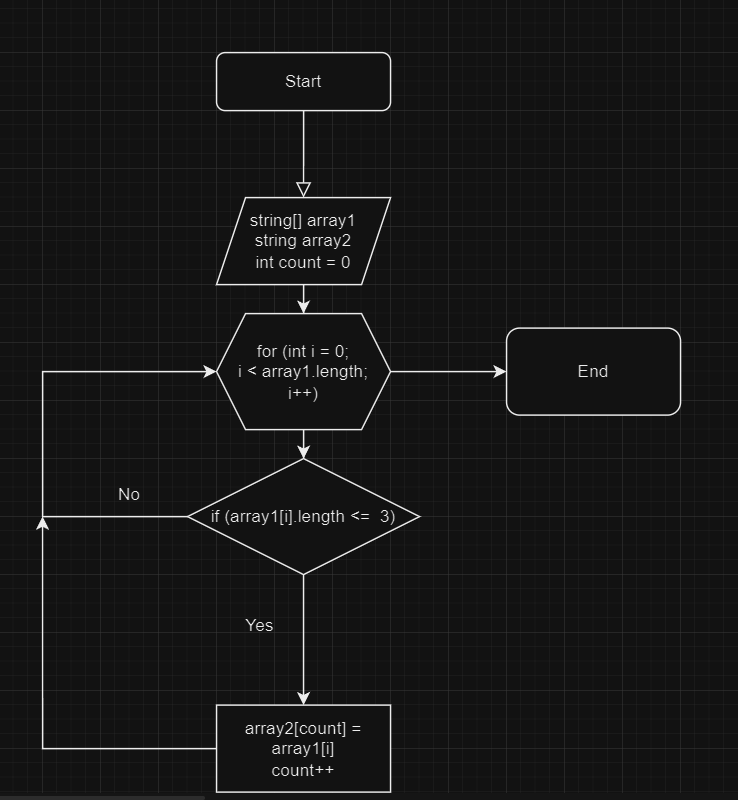 Start
string[] array1
string array2
int count = 0
for (int i = 0;
i < array1.length;
i++)
End
No
if (array1[i].length <=  3)
Yes
array2[count] =
array1[i]
count++